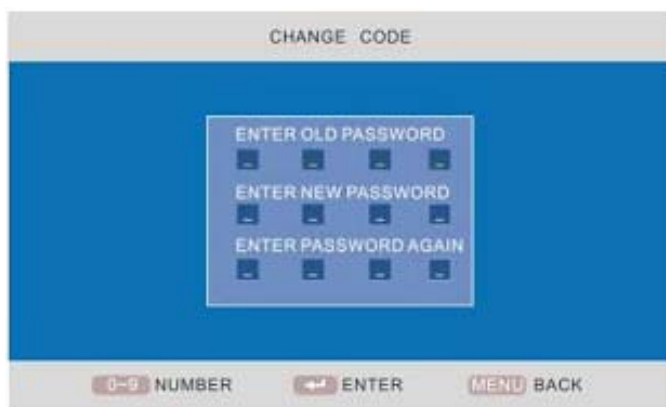 CHANGE CODE
ENTER OLD PASSWORD
_ _ _ _
ENTER NEW PASSWORD
_ _ _ _
ENTER PASSWORD AGAIN
_ _ _ _
0~9 NUMBER ENTER MENU BACK